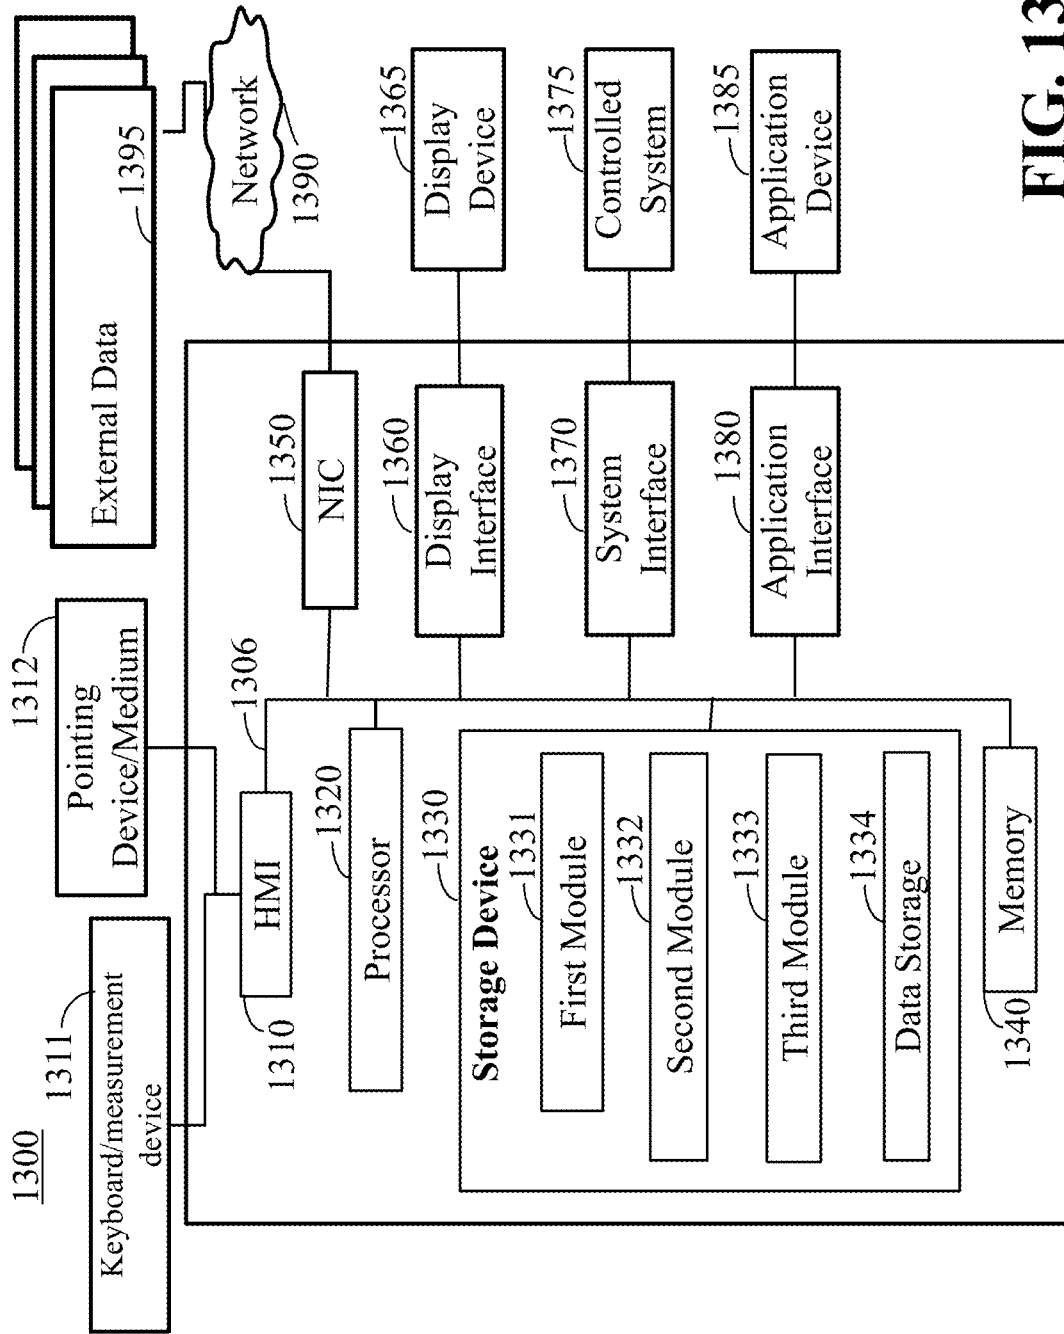 1300
1311
Keyboard/measurement
device
1312
Pointing
Device/Medium
External Data
1395
HMI
1310
1306
1350
NIC
Network
1390
1320
Processor
1360
Display
Interface
1365
Display
Device
1330
Storage Device
1331
First Module
1332
Second Module
1333
Third Module
1334
Data Storage
1370
System
Interface
1375
Controlled
System
1380
Application
Interface
1385
Application
Device
1340
Memory
FIG. 13